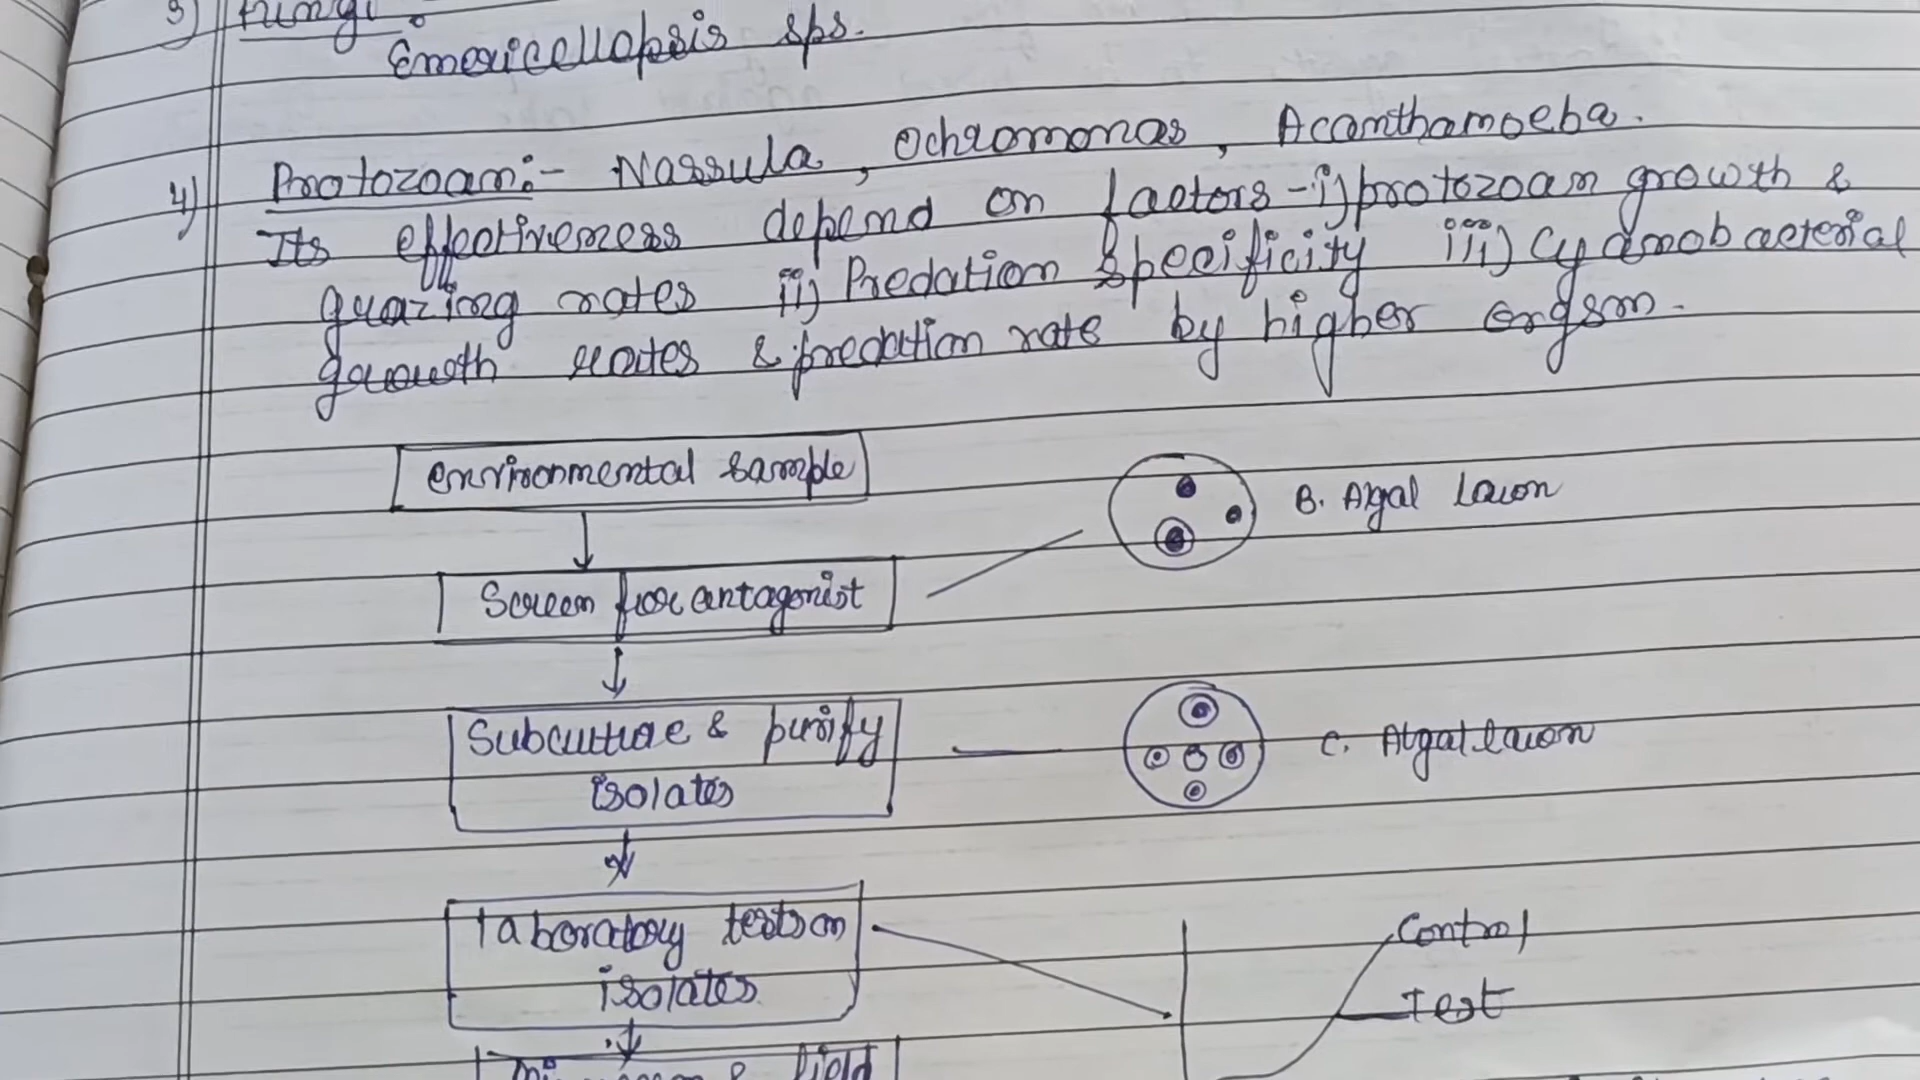 3) Fungi
Emericellopsis sps.
4) Protozoan:- Nassula, Ochromonas, Acanthamoeba.
Its effectiveness depend on factors - i) protozoan growth &
grazing rates ii) Predation specificity iii) Cyanobacterial
growth rates & predation rate by higher orgsm.
environmental sample
B. Algal Lawn
Screen for antagonist
Subculture & purify
isolates
C. Algal lawn
laboratory tests on
isolates
Control
Test
& field